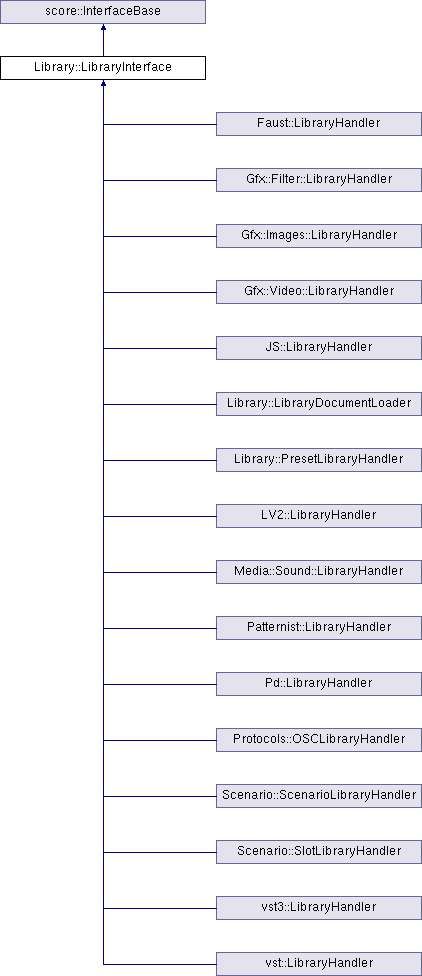 score::InterfaceBase
Library::LibraryInterface
Faust::LibraryHandler
Gfx::Filter::LibraryHandler
Gfx::Images::LibraryHandler
Gfx::Video::LibraryHandler
JS::LibraryHandler
Library::LibraryDocumentLoader
Library::PresetLibraryHandler
LV2::LibraryHandler
Media::Sound::LibraryHandler
Patternist::LibraryHandler
Pd::LibraryHandler
Protocols::OSCLibraryHandler
Scenario::ScenarioLibraryHandler
Scenario::SlotLibraryHandler
vst3::LibraryHandler
vst::LibraryHandler